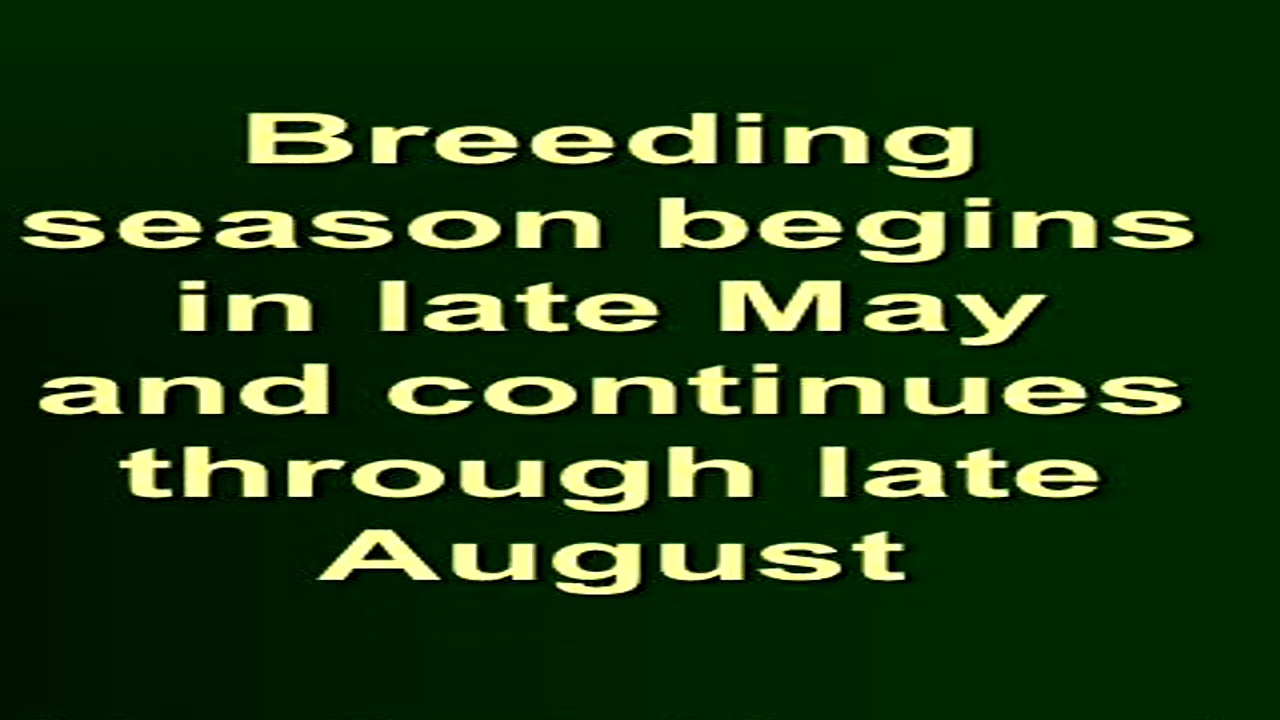 Breeding
season begins
in late May
and continues
through late
August